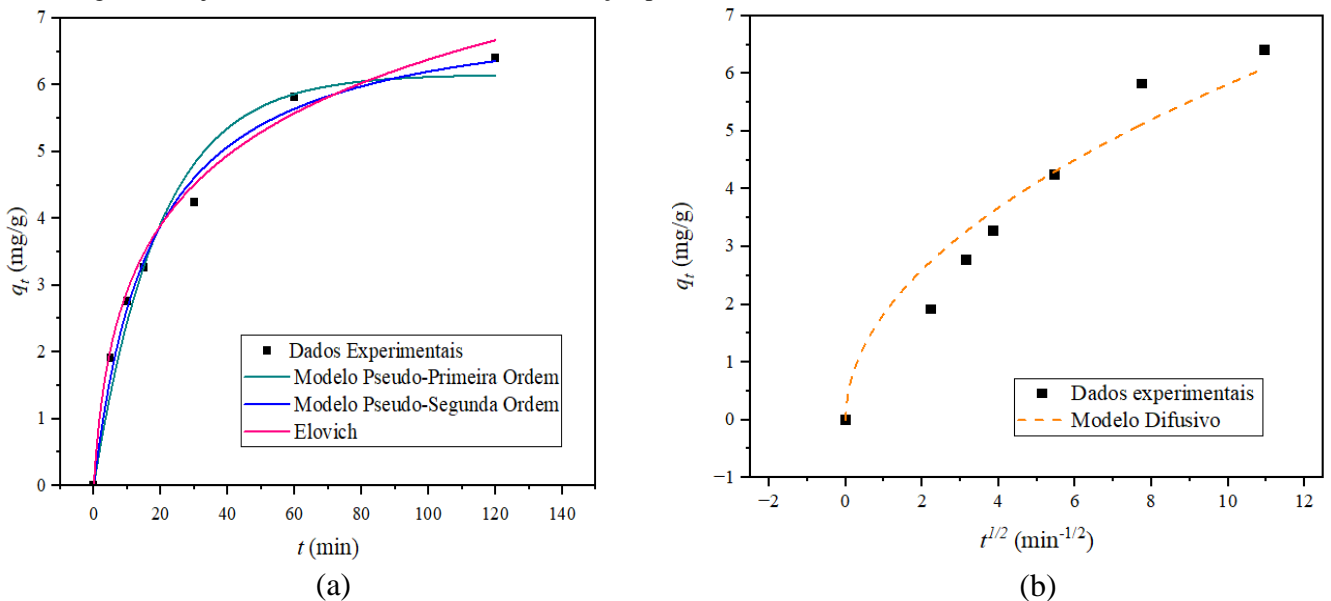 7
6
5
4
3
2
1
0
q_t (mg/g)
0 20 40 60 80 100 120 140
t (min)
Dados Experimentais
Modelo Pseudo-Primeira Ordem
Modelo Pseudo-Segunda Ordem
Elovich
(a)
7
6
5
4
3
2
1
0
−1
q_t (mg/g)
−2 0 2 4 6 8 10 12
t^{1/2} (min^{-1/2})
Dados experimentais
Modelo Difusivo
(b)